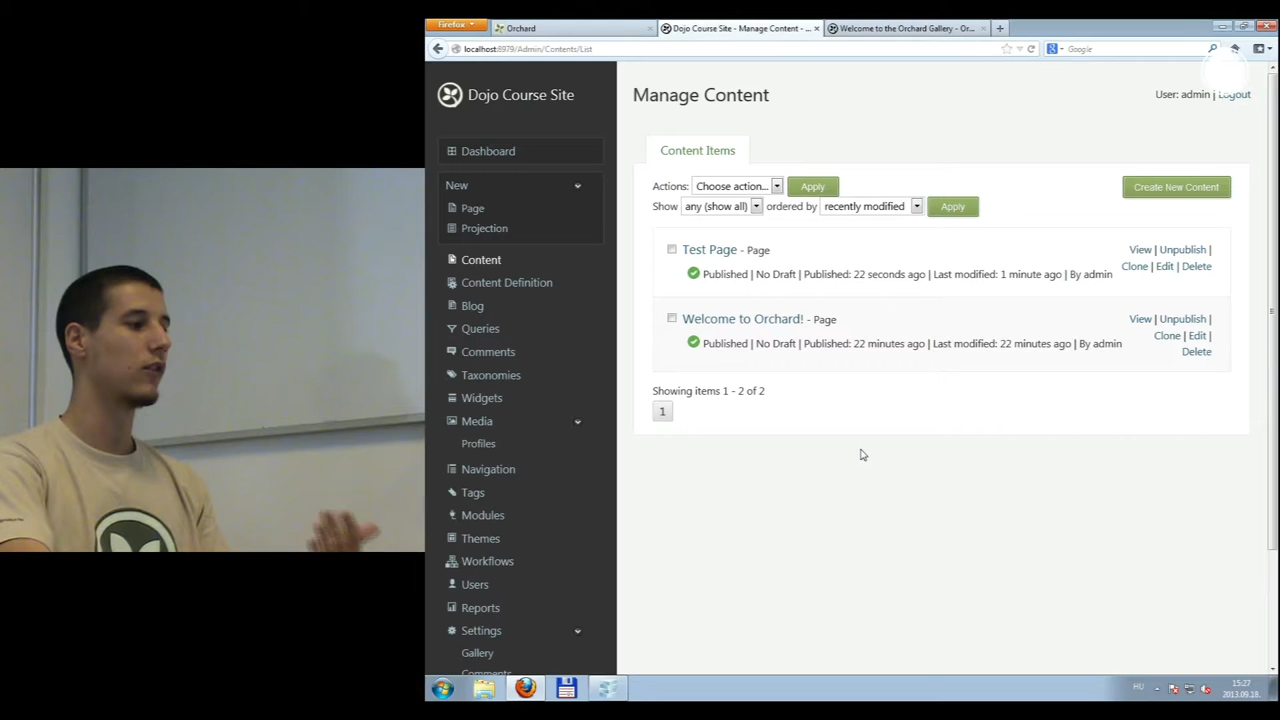 Firefox
Orchard
Dojo Course Site - Manage Content - ...
Welcome to the Orchard Gallery - Or...
localhost:8979/Admin/Contents/List
Google
Dojo Course Site
Manage Content
User: admin | Logout
Dashboard
Content Items
New
Page
Projection
Actions: Choose action... Apply
Create New Content
Show any (show all) ordered by recently modified Apply
Content
Content Definition
Blog
Queries
Comments
Taxonomies
Widgets
Media
Profiles
Navigation
Tags
Modules
Themes
Workflows
Users
Reports
Settings
Gallery
Comments
Test Page - Page
View | Unpublish |
Clone | Edit | Delete
Published | No Draft | Published: 22 seconds ago | Last modified: 1 minute ago | By admin
Welcome to Orchard! - Page
View | Unpublish |
Clone | Edit |
Delete
Published | No Draft | Published: 22 minutes ago | Last modified: 22 minutes ago | By admin
Showing items 1 - 2 of 2
1
HU
15:27
2013.09.18.